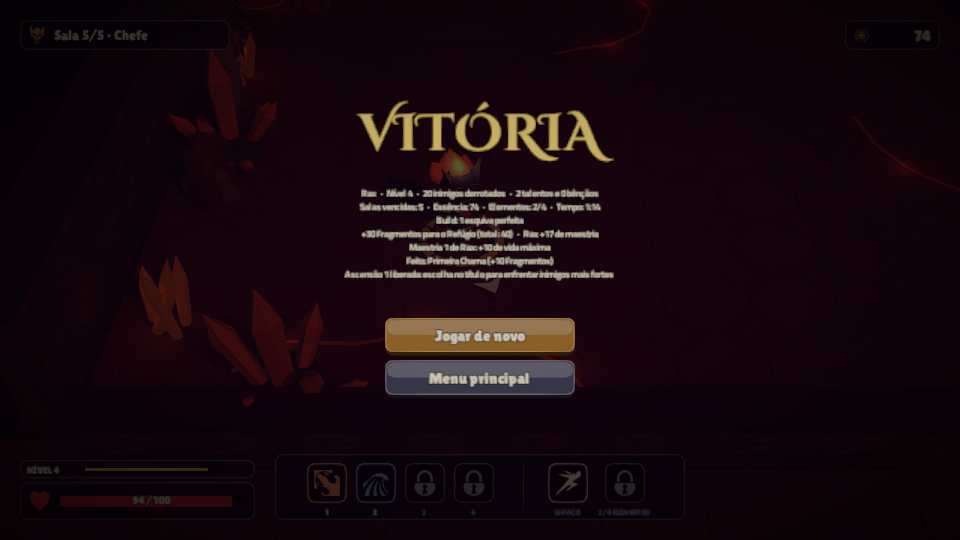 Sala 5/5 · Chefe
74
VITÓRIA
Rax · Nível 4 · 20 inimigos derrotados · 2 talentos e 0 bênçãos
Salas vencidas: 5 · Essência: 74 · Elementos: 2/4 · Tempo: 1:14
Build: 1 esquiva perfeita
+30 Fragmentos para o Refúgio (total: 40) · Rax +17 de maestria
Maestria 1 de Rax: +10 de vida máxima
Feito: Primeira Chama (+10 Fragmentos)
Ascensão 1 liberada: escolha no título para enfrentar inimigos mais fortes
Jogar de novo
Menu principal
NÍVEL 4
94/100
1
2
3
4
ESPAÇO
2/4 ELEMENTOS